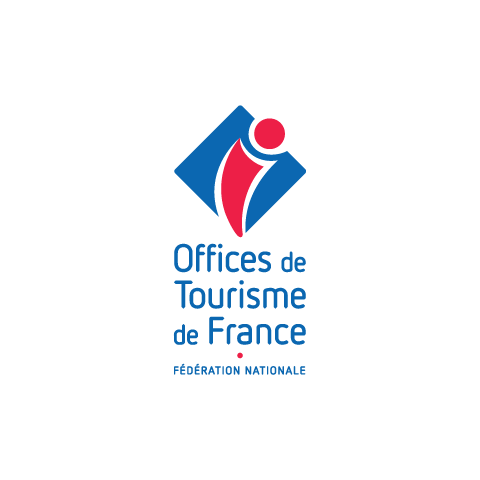 Offices de
Tourisme
de France
FÉDÉRATION NATIONALE